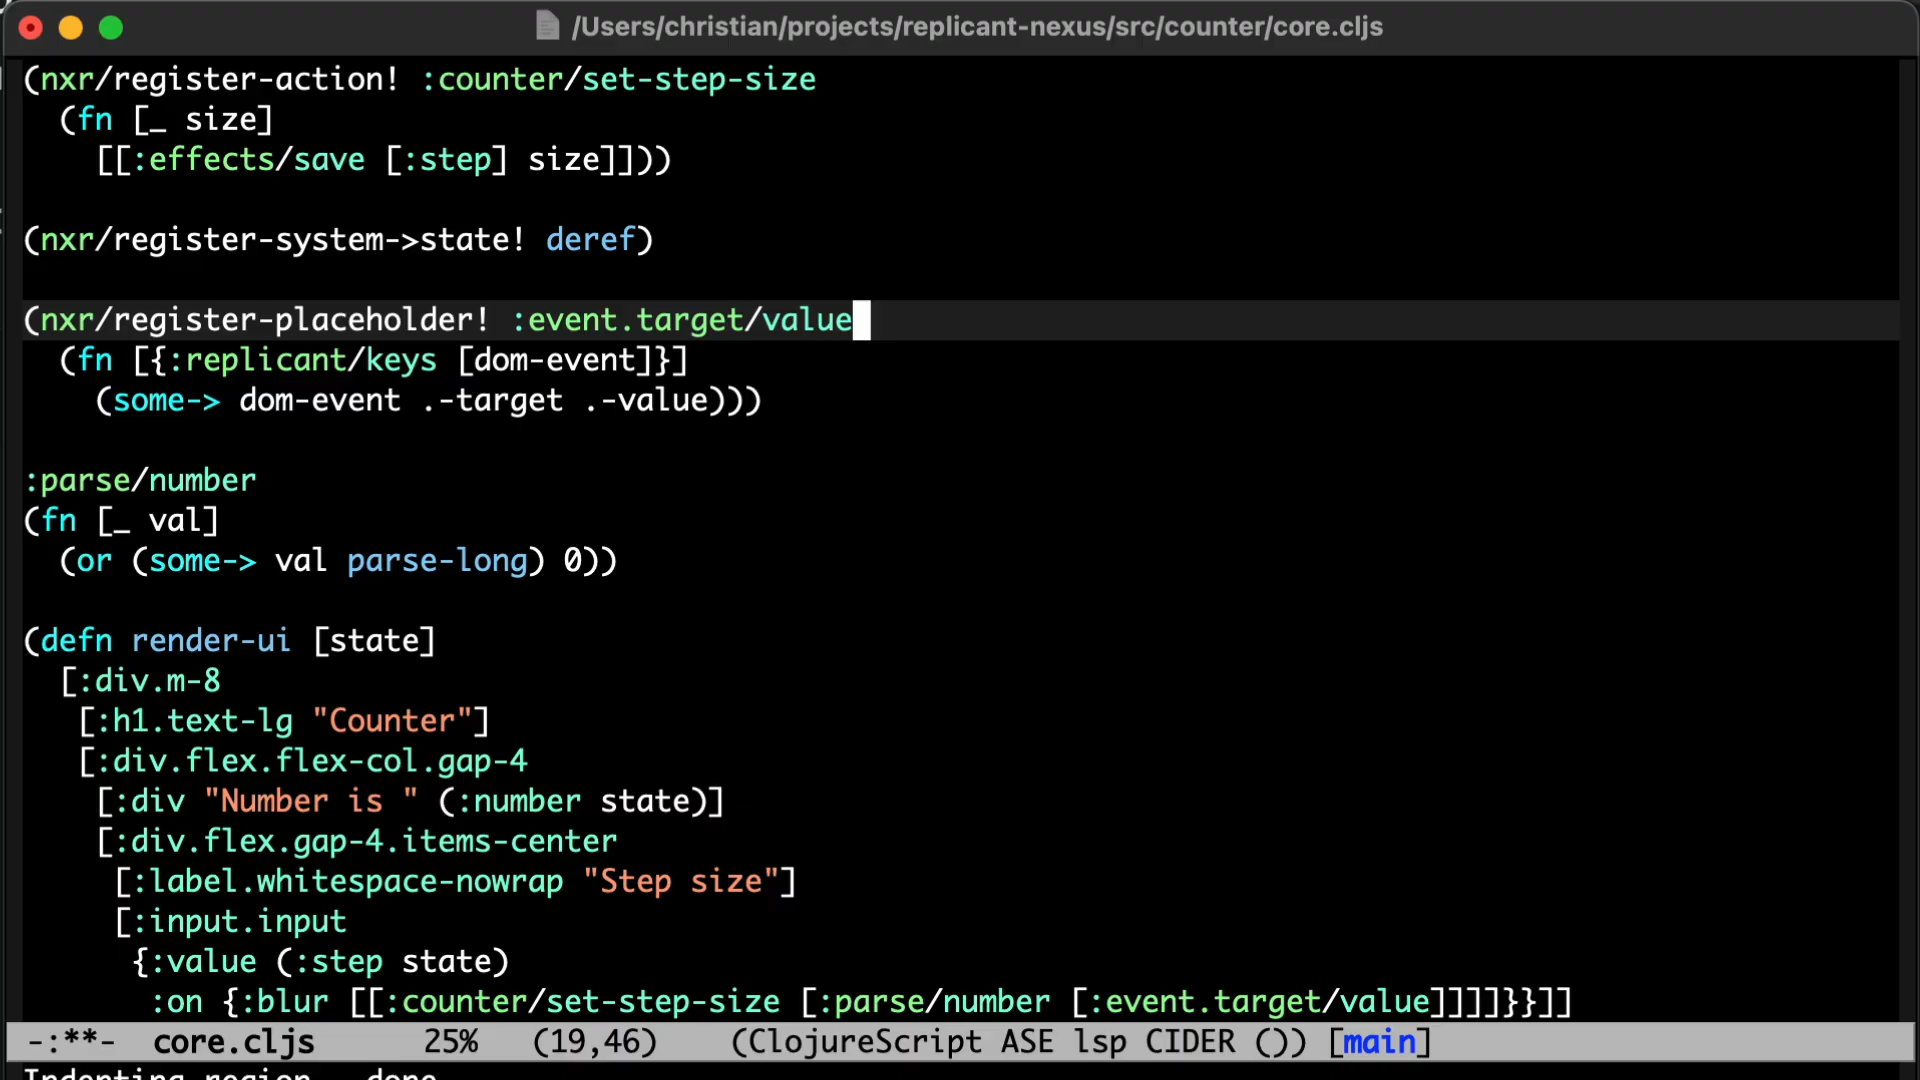 /Users/christian/projects/replicant-nexus/src/counter/core.cljs
(nxr/register-action! :counter/set-step-size
  (fn [_ size]
    [[:effects/save [:step] size]]))
(nxr/register-system->state! deref)
(nxr/register-placeholder! :event.target/value
  (fn [{:replicant/keys [dom-event]}]
    (some-> dom-event .-target .-value)))
:parse/number
(fn [_ val]
  (or (some-> val parse-long) 0))
(defn render-ui [state]
  [:div.m-8
   [:h1.text-lg "Counter"]
   [:div.flex.flex-col.gap-4
    [:div "Number is " (:number state)]
    [:div.flex.gap-4.items-center
     [:label.whitespace-nowrap "Step size"]
     [:input.input
      {:value (:step state)
       :on {:blur [[:counter/set-step-size [:parse/number [:event.target/value]]]]}}]]
-:**-  core.cljs      25%   (19,46)    (ClojureScript ASE lsp CIDER ()) [main]
Indenting region...done